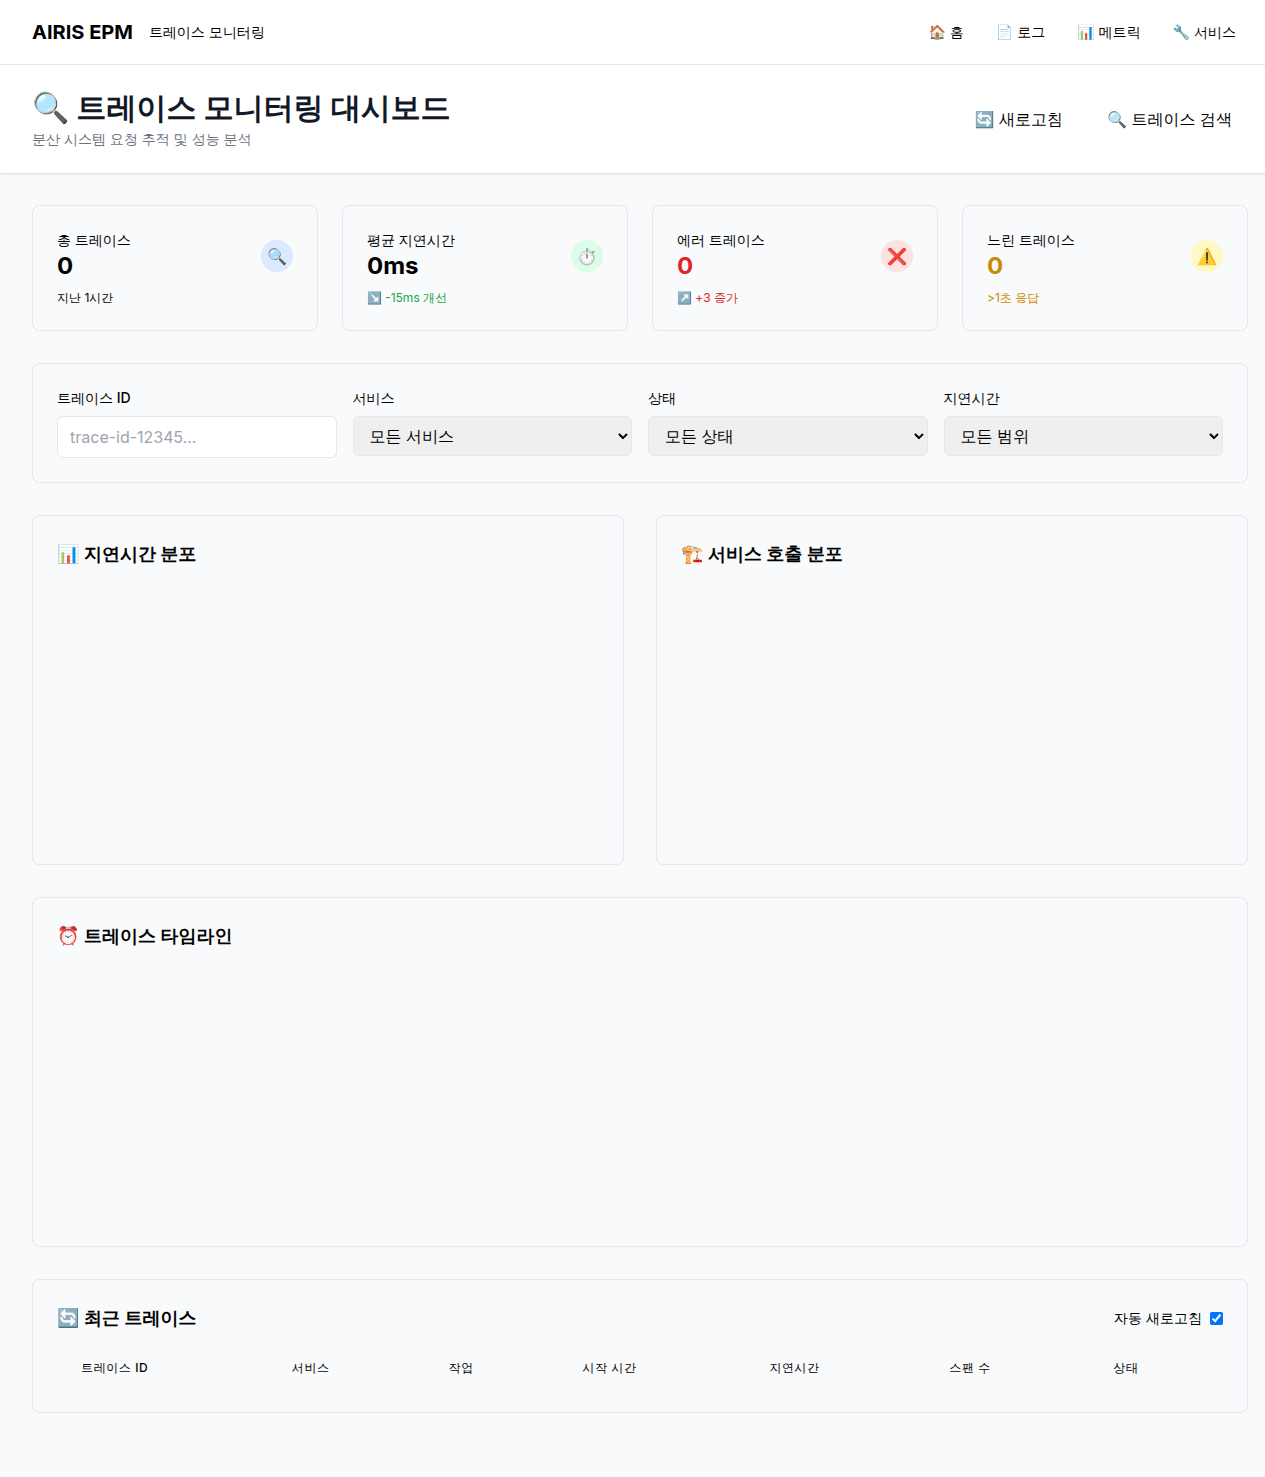 AIRIS EPM 트레이스 모니터링 🏠 홈 📄 로그 📊 메트릭 🔧 서비스
🔍 트레이스 모니터링 대시보드
분산 시스템 요청 추적 및 성능 분석
🔄 새로고침 🔍 트레이스 검색
총 트레이스
0
지난 1시간
🔍
평균 지연시간
0ms
↘️ -15ms 개선
⏱️
에러 트레이스
0
↗️ +3 증가
❌
느린 트레이스
0
>1초 응답
⚠️
트레이스 ID
trace-id-12345...
서비스
모든 서비스
상태
모든 상태
지연시간
모든 범위
📊 지연시간 분포
🏗️ 서비스 호출 분포
⏰ 트레이스 타임라인
🔄 최근 트레이스 자동 새로고침
트레이스 ID 서비스 작업 시작 시간 지연시간 스팬 수 상태